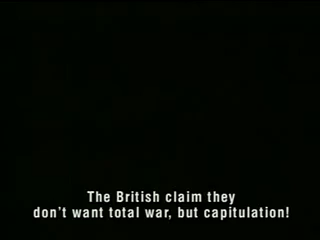 The British claim they
don't want total war, but capitulation!